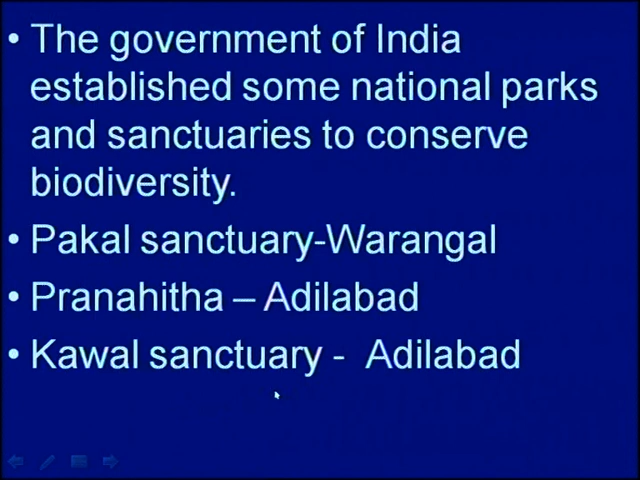 • The government of India
established some national parks
and sanctuaries to conserve
biodiversity.
• Pakal sanctuary-Warangal
• Pranahitha – Adilabad
• Kawal sanctuary -  Adilabad